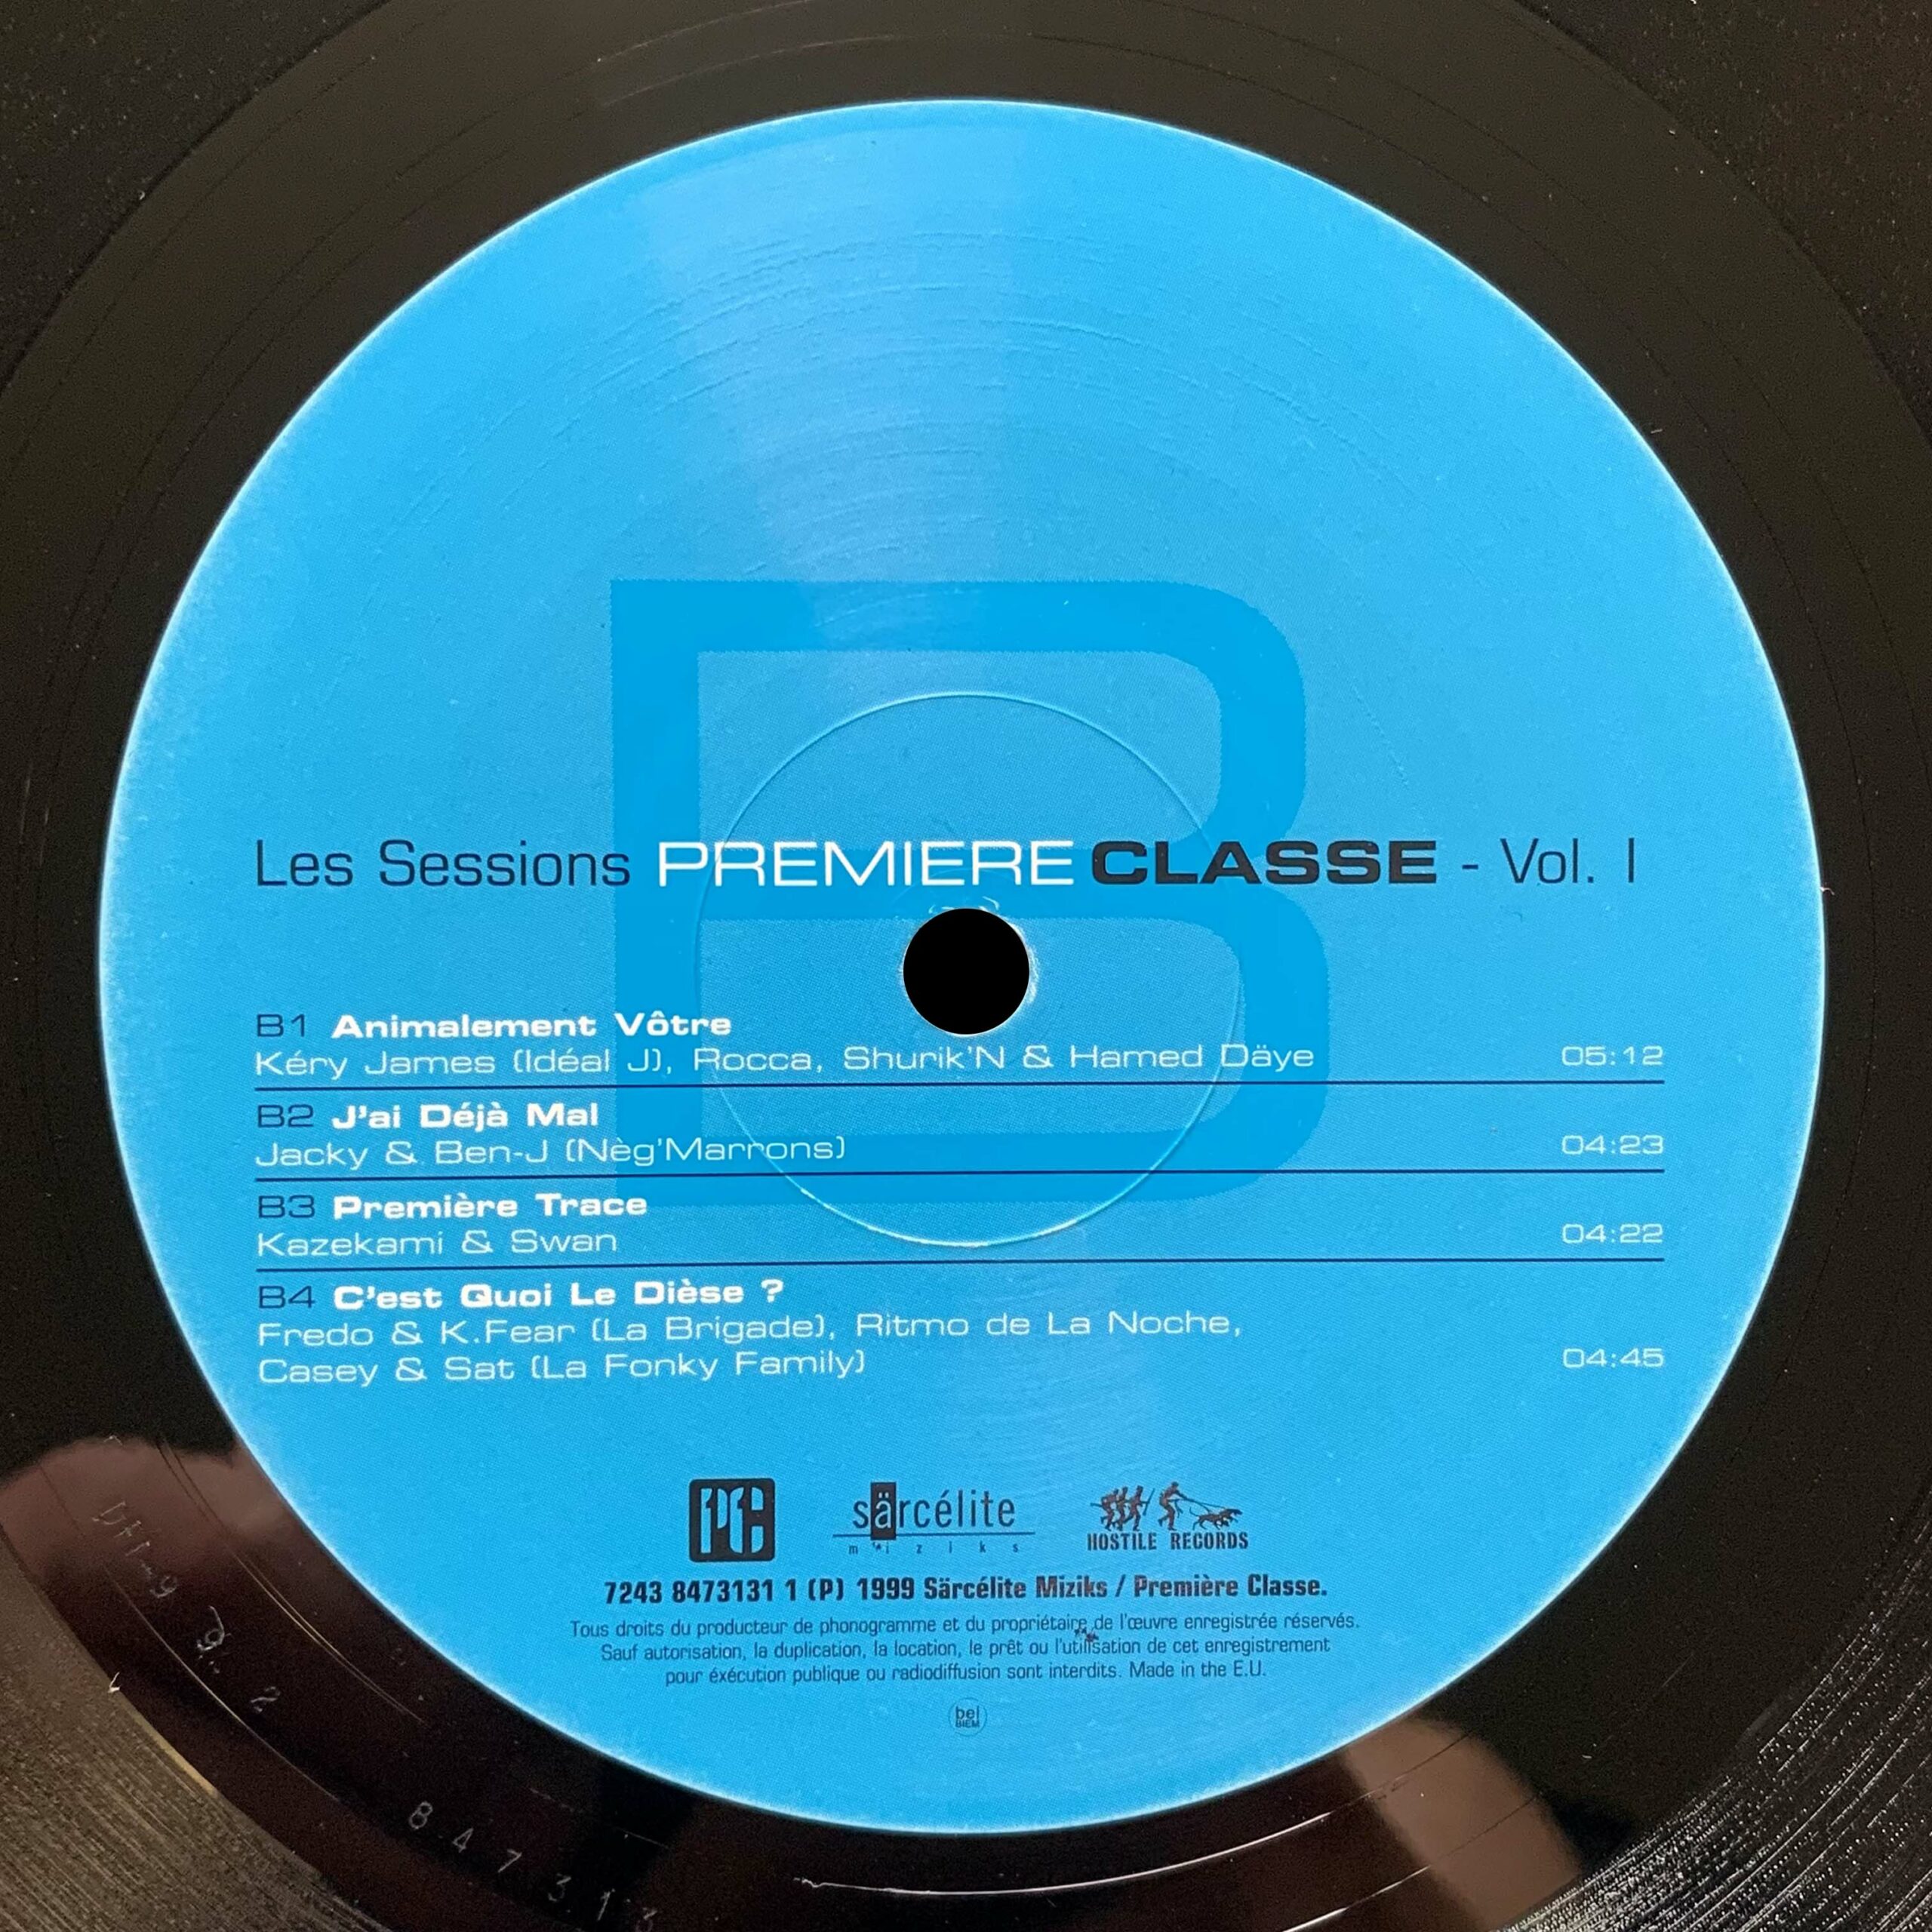 B
Les Sessions PREMIERE CLASSE - Vol. I
B1 Animalement Vôtre
Kéry James (Idéal J), Rocca, Shurik'N & Hamed Däye 05:12
B2 J'ai Déjà Mal
Jacky & Ben-J (Nèg'Marrons) 04:23
B3 Première Trace
Kazekami & Swan 04:22
B4 C'est Quoi Le Dièse ?
Fredo & K.Fear (La Brigade), Ritmo de La Noche,
Casey & Sat (La Fonky Family) 04:45
särcélite
miziks
HOSTILE RECORDS
7243 8473131 1 (P) 1999 Särcélite Miziks / Première Classe.
Tous droits du producteur de phonogramme et du propriétaire de l'œuvre enregistrée réservés.
Sauf autorisation, la duplication, la location, le prêt ou l'utilisation de cet enregistrement
pour éxécution publique ou radiodiffusion sont interdits. Made in the E.U.
bel
BIEM
847313